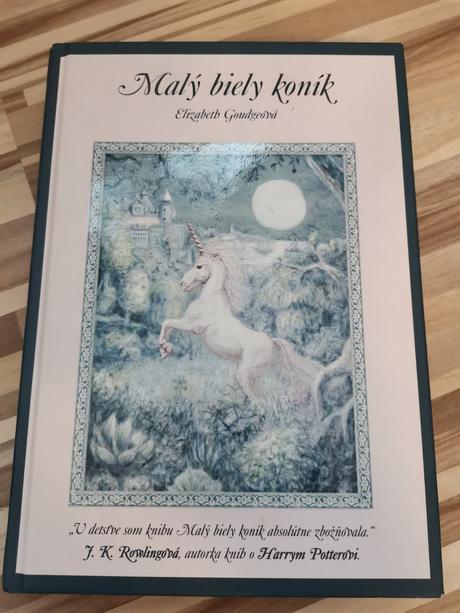 Malý biely koník
Elizabeth Goudgeová
„V detstve som knihu Malý biely koník absolútne zbožňovala.“
J. K. Rowlingová, autorka kníh o Harrym Potterovi.